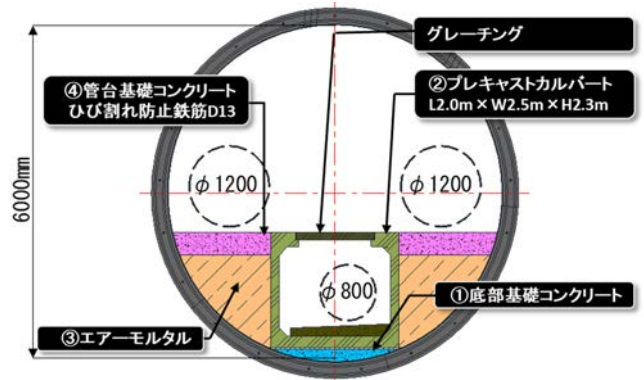 グレーチング
④管台基礎コンクリート
ひび割れ防止鉄筋D13
②プレキャストカルバート
L2.0m×W2.5m×H2.3m
6000mm
φ1200
φ1200
φ800
①底部基礎コンクリート
③エアーモルタル